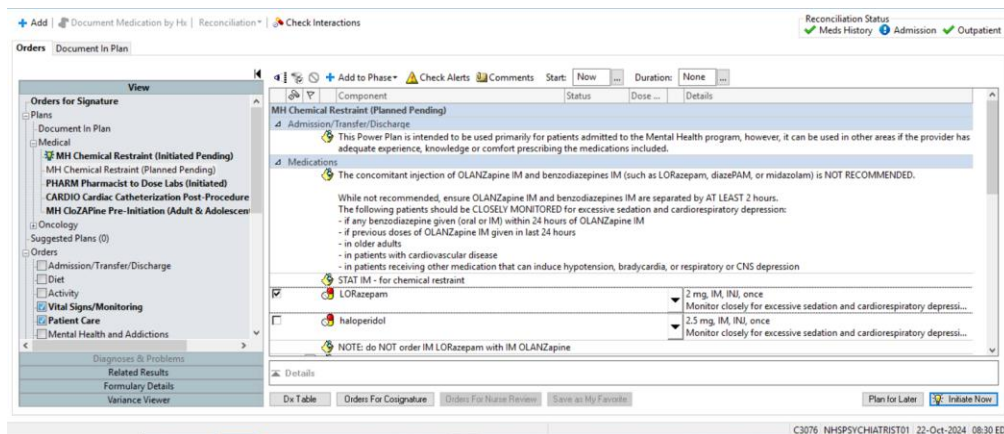 Add Document Medication by Hx Reconciliation Check Interactions
Reconciliation Status
Meds History Admission Outpatient
Orders Document In Plan
View
Orders for Signature
Plans
Document In Plan
Medical
MH Chemical Restraint (Initiated Pending)
MH Chemical Restraint (Planned Pending)
PHARM Pharmacist to Dose Labs (Initiated)
CARDIO Cardiac Catheterization Post-Procedure
MH CloZAPine Pre-Initiation (Adult & Adolescent
Oncology
Suggested Plans (0)
Orders
Admission/Transfer/Discharge
Diet
Activity
Vital Signs/Monitoring
Patient Care
Mental Health and Addictions
Diagnoses & Problems
Related Results
Formulary Details
Variance Viewer
Add to Phase Check Alerts Comments Start: Now ... Duration: None ...
Component Status Dose ... Details
MH Chemical Restraint (Planned Pending)
Admission/Transfer/Discharge
This Power Plan is intended to be used primarily for patients admitted to the Mental Health program, however, it can be used in other areas if the provider has
adequate experience, knowledge or comfort prescribing the medications included.
Medications
The concomitant injection of OLANZapine IM and benzodiazepines IM (such as LORazepam, diazePAM, or midazolam) is NOT RECOMMENDED.
While not recommended, ensure OLANZapine IM and benzodiazepines IM are separated by AT LEAST 2 hours.
The following patients should be CLOSELY MONITORED for excessive sedation and cardiorespiratory depression:
- if any benzodiazepine given (oral or IM) within 24 hours of OLANZapine IM
- if previous doses of OLANZapine IM given in last 24 hours
- in older adults
- in patients with cardiovascular disease
- in patients receiving other medication that can induce hypotension, bradycardia, or respiratory or CNS depression
STAT IM - for chemical restraint
LORazepam 2 mg, IM, INJ, once
Monitor closely for excessive sedation and cardiorespiratory depressi...
haloperidol 2.5 mg, IM, INJ, once
Monitor closely for excessive sedation and cardiorespiratory depressi...
NOTE: do NOT order IM LORazepam with IM OLANZapine
Details
Dx Table Orders For Cosignature Orders For Nurse Review Save as My Favorite Plan for Later Initiate Now
C3076 NHSPSYCHIATRIST01 22-Oct-2024 08:30 ED